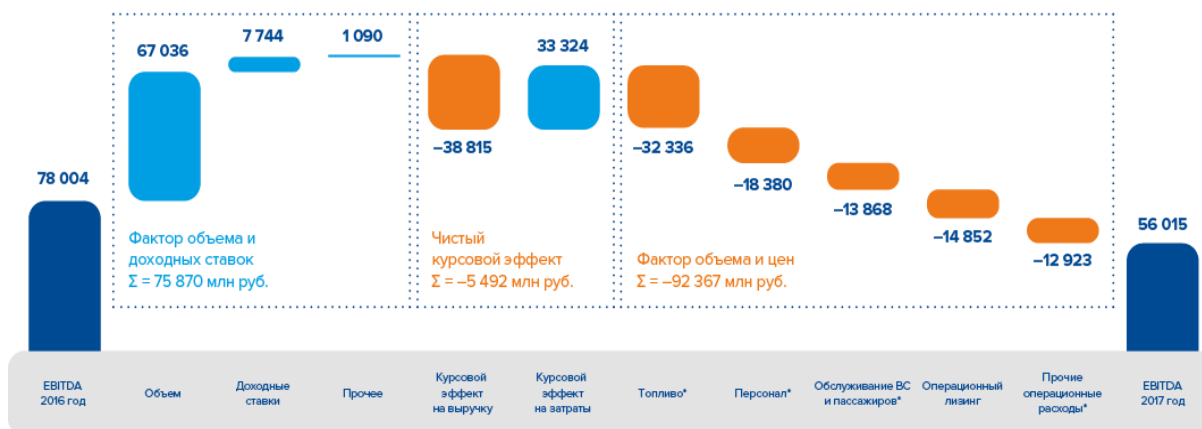 67 036
7 744
1 090
33 324
–38 815
–32 336
–18 380
–13 868
–14 852
–12 923
78 004
56 015
Фактор объема и
доходных ставок
Σ = 75 870 млн руб.
Чистый
курсовой эффект
Σ = –5 492 млн руб.
Фактор объема и цен
Σ = –92 367 млн руб.
EBITDA
2016 год
Объем
Доходные
ставки
Прочее
Курсовой
эффект
на выручку
Курсовой
эффект
на затраты
Топливо*
Персонал*
Обслуживание ВС
и пассажиров*
Операционный
лизинг
Прочие
операционные
расходы*
EBITDA
2017 год